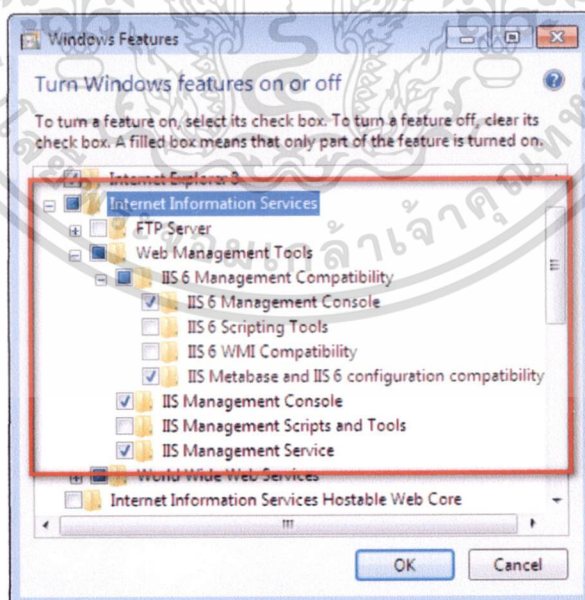 Windows Features
Turn Windows features on or off
To turn a feature on, select its check box. To turn a feature off, clear its
check box. A filled box means that only part of the feature is turned on.
Internet Explorer 8
Internet Information Services
FTP Server
Web Management Tools
IIS 6 Management Compatibility
IIS 6 Management Console
IIS 6 Scripting Tools
IIS 6 WMI Compatibility
IIS Metabase and IIS 6 configuration compatibility
IIS Management Console
IIS Management Scripts and Tools
IIS Management Service
World Wide Web Services
Internet Information Services Hostable Web Core
OK
Cancel